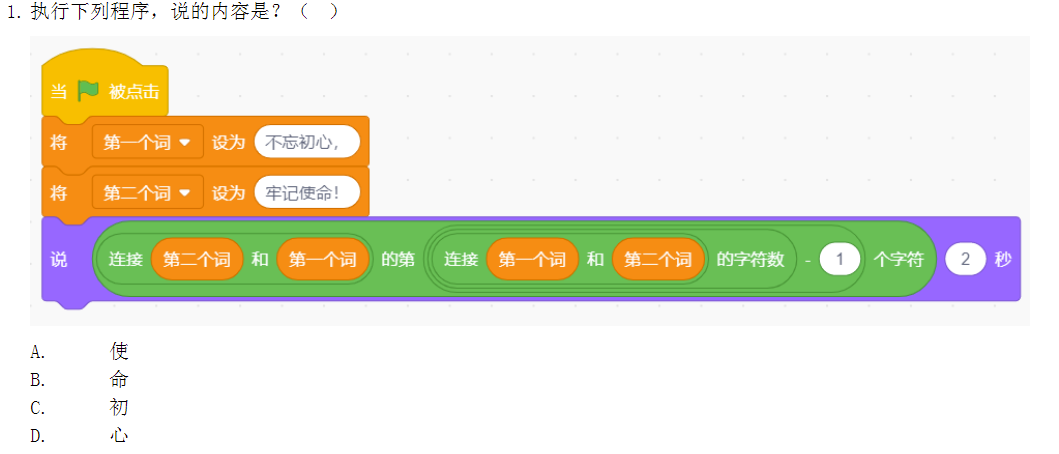 1. 执行下列程序，说的内容是？（　）
当 被点击
将 第一个词 设为 不忘初心，
将 第二个词 设为 牢记使命！
说 连接 第二个词 和 第一个词 的第 连接 第一个词 和 第二个词 的字符数 - 1 个字符 2 秒
A. 使
B. 命
C. 初
D. 心